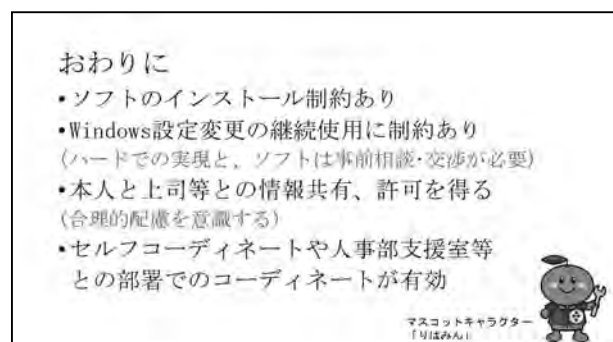 おわりに
・ソフトのインストール制約あり
・Windows設定変更の継続使用に制約あり
(ハードでの実現と、ソフトは事前相談・交渉が必要)
・本人と上司等との情報共有、許可を得る
(合理的配慮を意識する)
・セルフコーディネートや人事部支援室等
との部署でのコーディネートが有効
マスコットキャラクター
「りはみん」